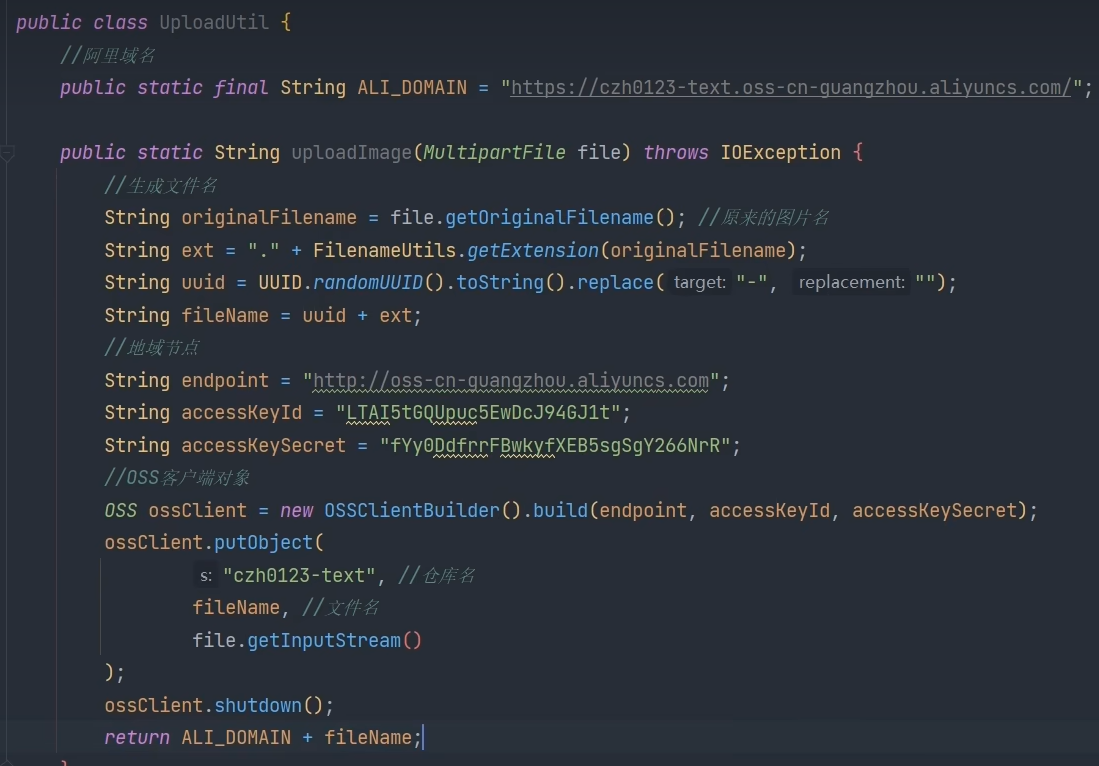 public class UploadUtil {
//阿里域名
public static final String ALI_DOMAIN = "https://czh0123-text.oss-cn-guangzhou.aliyuncs.com/";
public static String uploadImage(MultipartFile file) throws IOException {
//生成文件名
String originalFilename = file.getOriginalFilename(); //原来的图片名
String ext = "." + FilenameUtils.getExtension(originalFilename);
String uuid = UUID.randomUUID().toString().replace( target: "-", replacement: "");
String fileName = uuid + ext;
//地域节点
String endpoint = "http://oss-cn-guangzhou.aliyuncs.com";
String accessKeyId = "LTAI5tGQUpuc5EwDcJ94GJ1t";
String accessKeySecret = "fYy0DdfrrFBwkyfXEB5sgSgY266NrR";
//OSS客户端对象
OSS ossClient = new OSSClientBuilder().build(endpoint, accessKeyId, accessKeySecret);
ossClient.putObject(
s: "czh0123-text", //仓库名
fileName, //文件名
file.getInputStream()
);
ossClient.shutdown();
return ALI_DOMAIN + fileName;
}